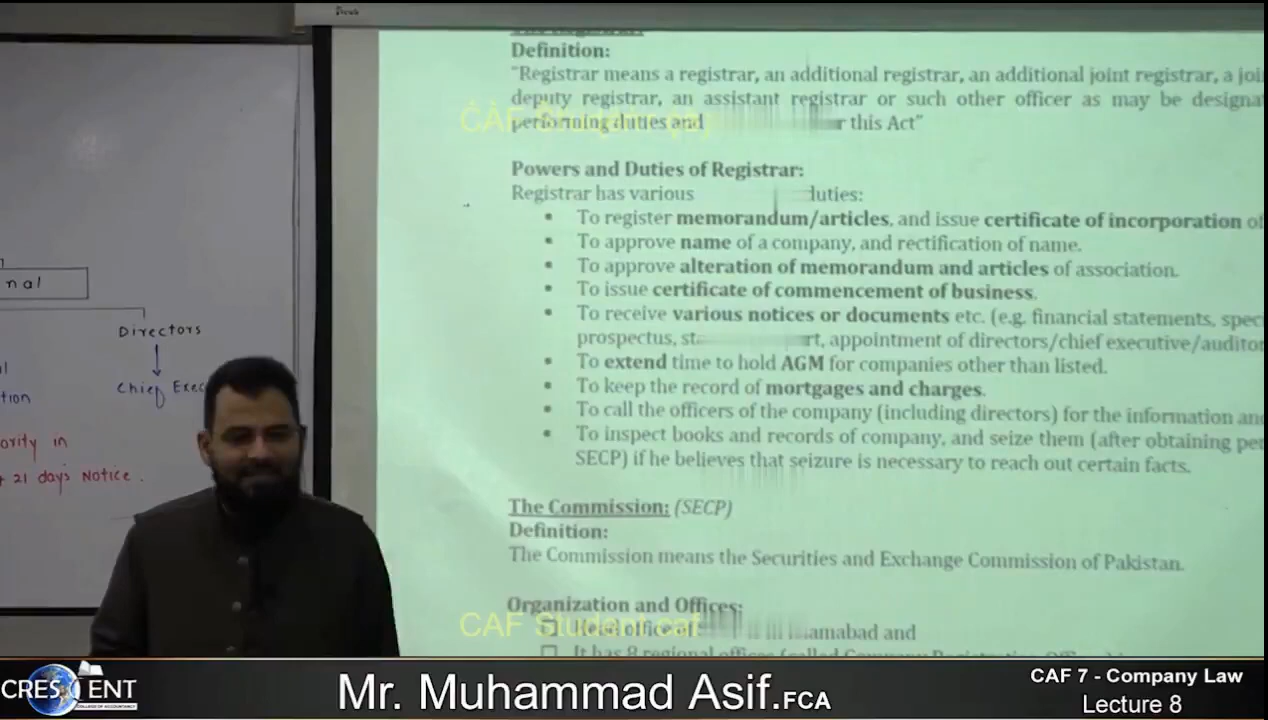 Definition:
"Registrar means a registrar, an additional registrar, an additional joint registrar, a joi
deputy registrar, an assistant registrar or such other officer as may be designa
performing duties and r this Act"
Powers and Duties of Registrar:
Registrar has various duties:
• To register memorandum/articles, and issue certificate of incorporation of
• To approve name of a company, and rectification of name.
• To approve alteration of memorandum and articles of association.
• To issue certificate of commencement of business.
• To receive various notices or documents etc. (e.g. financial statements, spec
prospectus, st rt, appointment of directors/chief executive/auditor
• To extend time to hold AGM for companies other than listed.
• To keep the record of mortgages and charges.
• To call the officers of the company (including directors) for the information an
• To inspect books and records of company, and seize them (after obtaining pe
SECP) if he believes that seizure is necessary to reach out certain facts.
The Commission: (SECP)
Definition:
The Commission means the Securities and Exchange Commission of Pakistan.
Organization and Offices:
Head office of amabad and
It has 8 regional offices (called Company Registration
CAF Student caf
nal
Directors
Chief Exec
tion
ority in
21 day's Notice.
CRESCENT
COLLEGE OF ACCOUNTANCY
Mr. Muhammad Asif.FCA
CAF 7 - Company Law
Lecture 8